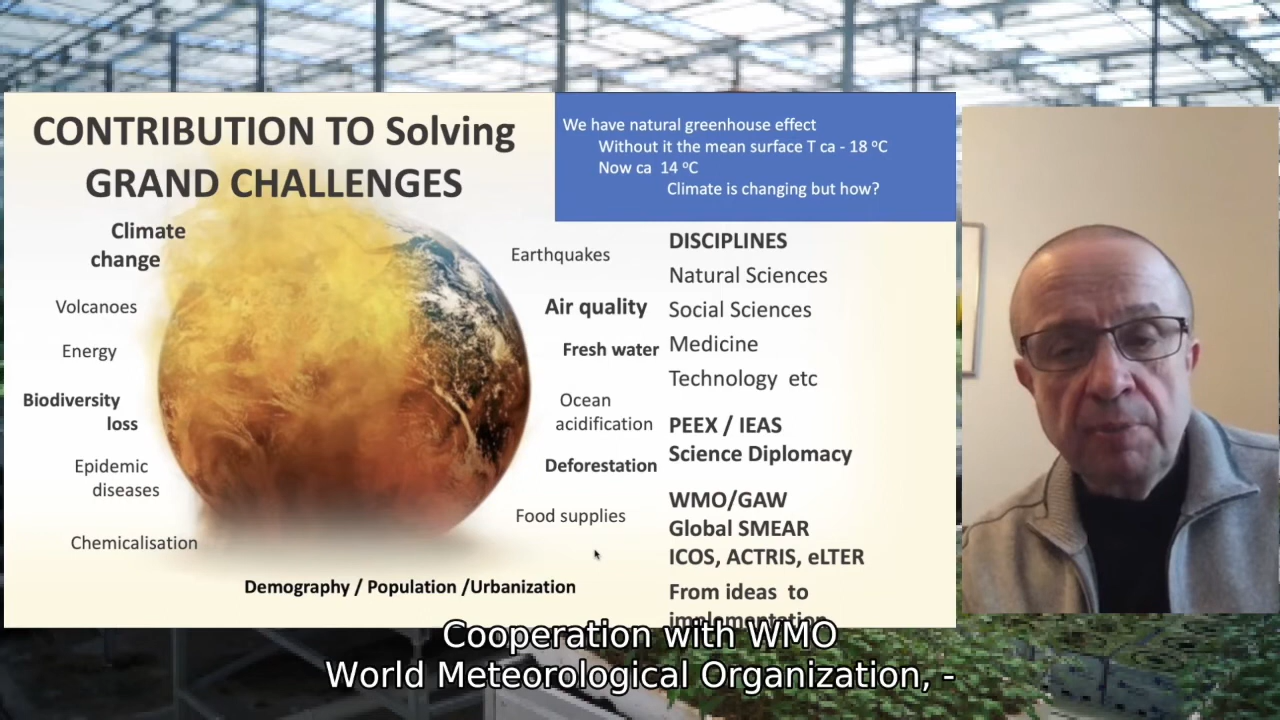 CONTRIBUTION TO Solving
GRAND CHALLENGES
We have natural greenhouse effect
Without it the mean surface T ca - 18 ºC
Now ca 14 ºC
Climate is changing but how?
Climate
change
Volcanoes
Energy
Biodiversity
loss
Epidemic
diseases
Chemicalisation
Earthquakes
Air quality
Fresh water
Ocean
acidification
Deforestation
Food supplies
Demography / Population /Urbanization
DISCIPLINES
Natural Sciences
Social Sciences
Medicine
Technology etc
PEEX / IEAS
Science Diplomacy
WMO/GAW
Global SMEAR
ICOS, ACTRIS, eLTER
From ideas to
implementation
Cooperation with WMO
World Meteorological Organization, -